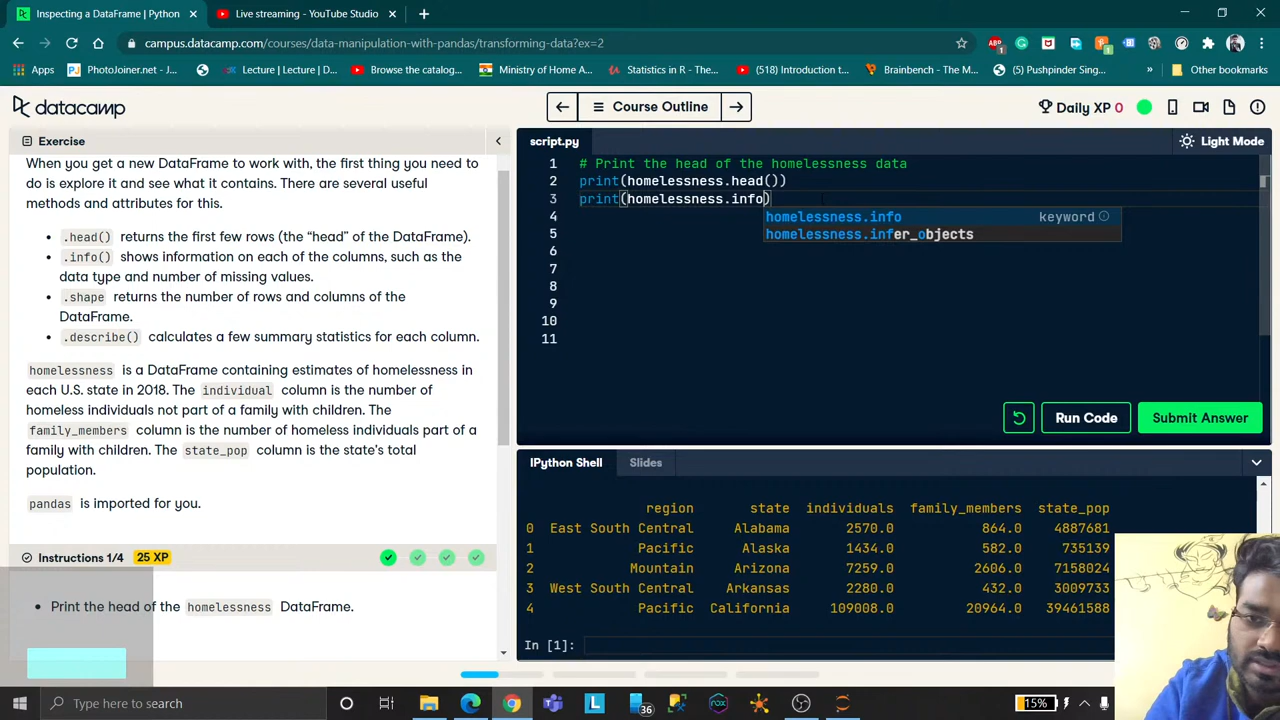 Inspecting a DataFrame | Python
Live streaming - YouTube Studio
campus.datacamp.com/courses/data-manipulation-with-pandas/transforming-data?ex=2
Apps
PhotoJoiner.net - J...
Lecture | Lecture | D...
Browse the catalog...
Ministry of Home A...
Statistics in R - The...
(518) Introduction t...
Brainbench - The M...
(5) Pushpinder Sing...
»
Other bookmarks
datacamp
Course Outline
Daily XP 0
Exercise
When you get a new DataFrame to work with, the first thing you need to
do is explore it and see what it contains. There are several useful
methods and attributes for this.
• .head() returns the first few rows (the “head” of the DataFrame).
• .info() shows information on each of the columns, such as the
data type and number of missing values.
• .shape returns the number of rows and columns of the
DataFrame.
• .describe() calculates a few summary statistics for each column.
homelessness is a DataFrame containing estimates of homelessness in
each U.S. state in 2018. The individual column is the number of
homeless individuals not part of a family with children. The
family_members column is the number of homeless individuals part of a
family with children. The state_pop column is the state's total
population.
pandas is imported for you.
Instructions 1/4 25 XP
• Print the head of the homelessness DataFrame.
script.py
Light Mode
1 # Print the head of the homelessness data
2 print(homelessness.head())
3 print(homelessness.info)
4
5
6
7
8
9
10
11
homelessness.info keyword
homelessness.infer_objects
Run Code
Submit Answer
IPython Shell
Slides
region state individuals family_members state_pop
0 East South Central Alabama 2570.0 864.0 4887681
1 Pacific Alaska 1434.0 582.0 735139
2 Mountain Arizona 7259.0 2606.0 7158024
3 West South Central Arkansas 2280.0 432.0 3009733
4 Pacific California 109008.0 20964.0 39461588
In [1]:
Type here to search
36
15%